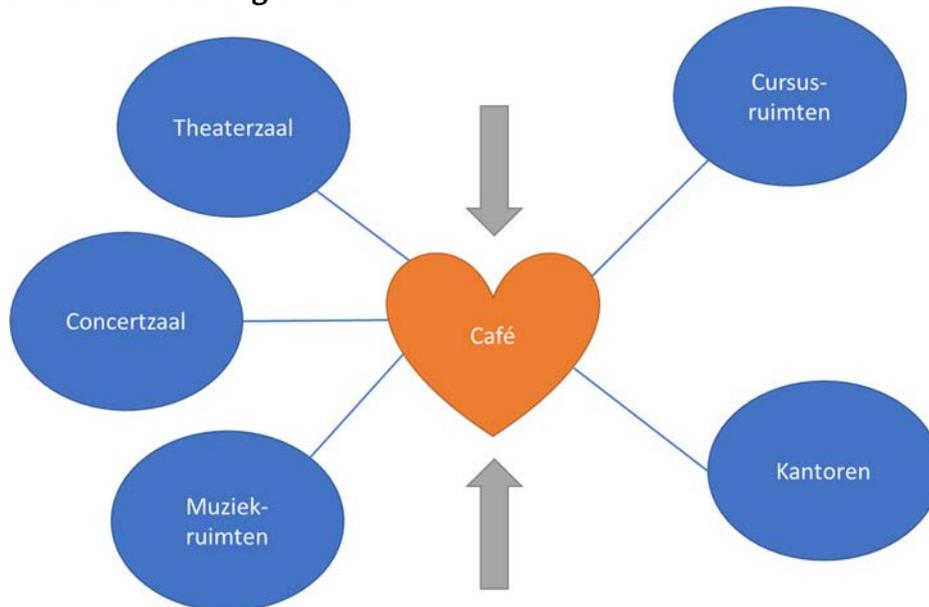 Theaterzaal
Cursus-
ruimten
Concertzaal
Café
Muziek-
ruimten
Kantoren